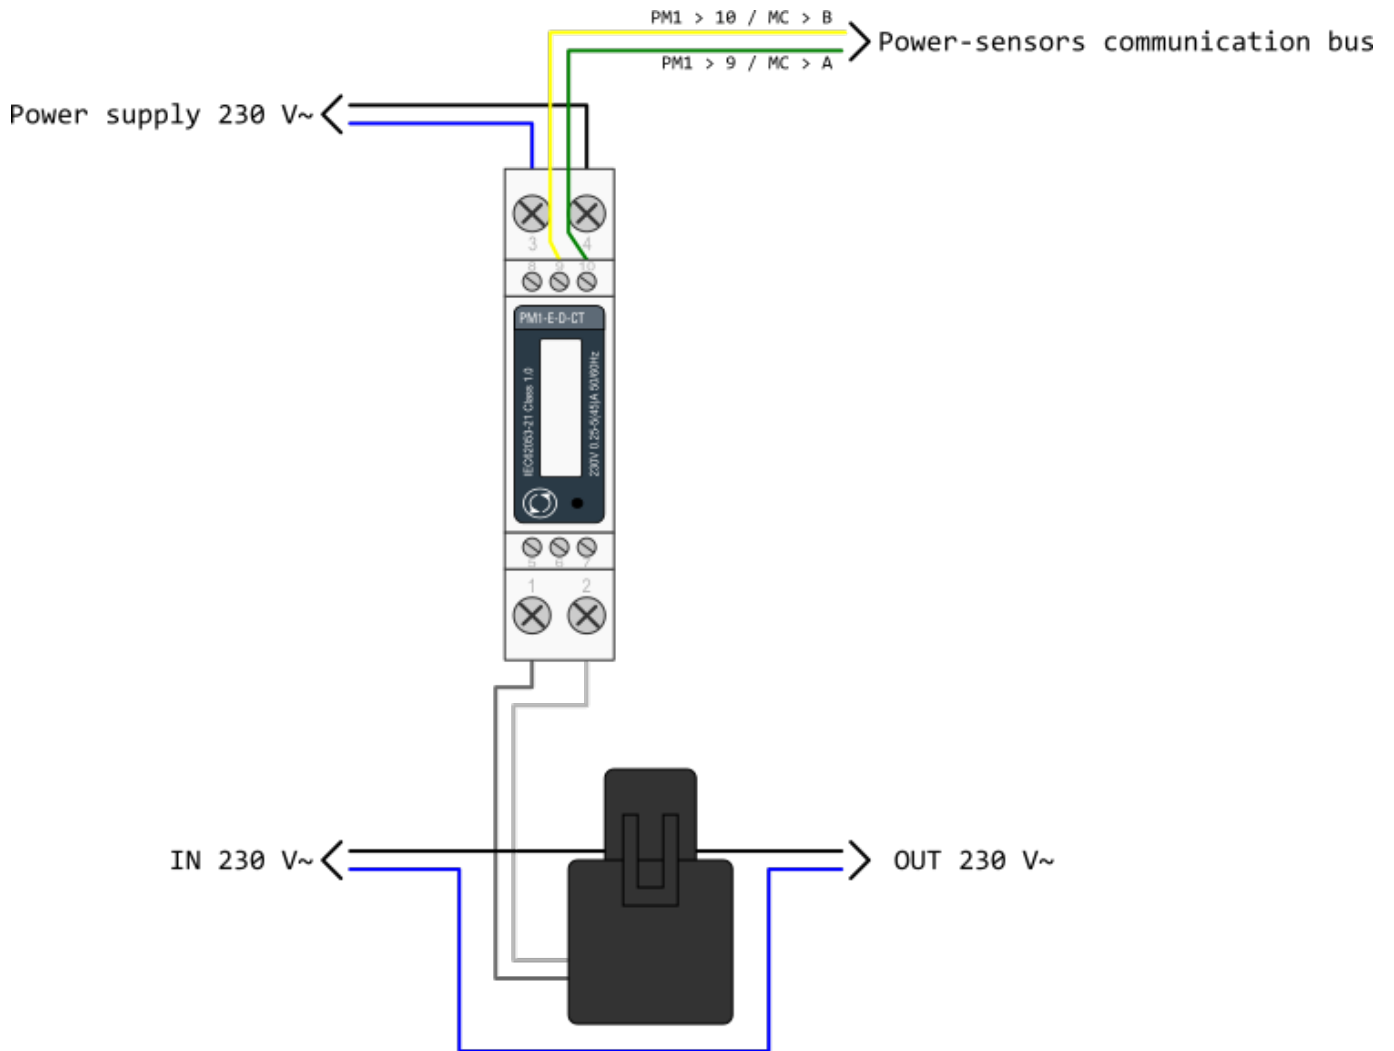 PM1 > 10 / MC > B
Power-sensors communication bus
PM1 > 9 / MC > A
Power supply 230 V~
3
4
8
9
10
PM1-E-D-CT
IEC62053-21 Class 1.0
230V 0.25-5(45)A 50/60Hz
5
6
7
1
2
IN 230 V~
OUT 230 V~